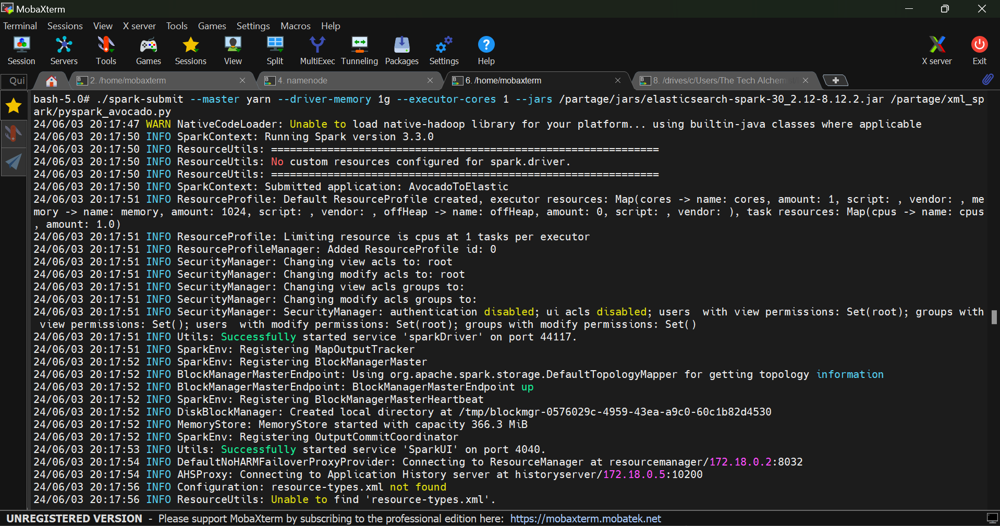 MobaXterm
Terminal Sessions View X server Tools Games Settings Macros Help
Session Servers Tools Games Sessions View Split MultiExec Tunneling Packages Settings Help X server Exit
Qui 2. /home/mobaxterm 4. namenode 6. /home/mobaxterm 8. /drives/c/Users/The Tech Alchem
bash-5.0# ./spark-submit --master yarn --driver-memory 1g --executor-cores 1 --jars /partage/jars/elasticsearch-spark-30_2.12-8.12.2.jar /partage/xml_sp
ark/pyspark_avocado.py
24/06/03 20:17:47 WARN NativeCodeLoader: Unable to load native-hadoop library for your platform... using builtin-java classes where applicable
24/06/03 20:17:50 INFO SparkContext: Running Spark version 3.3.0
24/06/03 20:17:50 INFO ResourceUtils: ==============================================================
24/06/03 20:17:50 INFO ResourceUtils: No custom resources configured for spark.driver.
24/06/03 20:17:50 INFO ResourceUtils: ==============================================================
24/06/03 20:17:50 INFO SparkContext: Submitted application: AvocadoToElastic
24/06/03 20:17:51 INFO ResourceProfile: Default ResourceProfile created, executor resources: Map(cores -> name: cores, amount: 1, script: , vendor: , me
mory -> name: memory, amount: 1024, script: , vendor: , offHeap -> name: offHeap, amount: 0, script: , vendor: ), task resources: Map(cpus -> name: cpus
, amount: 1.0)
24/06/03 20:17:51 INFO ResourceProfile: Limiting resource is cpus at 1 tasks per executor
24/06/03 20:17:51 INFO ResourceProfileManager: Added ResourceProfile id: 0
24/06/03 20:17:51 INFO SecurityManager: Changing view acls to: root
24/06/03 20:17:51 INFO SecurityManager: Changing modify acls to: root
24/06/03 20:17:51 INFO SecurityManager: Changing view acls groups to:
24/06/03 20:17:51 INFO SecurityManager: Changing modify acls groups to:
24/06/03 20:17:51 INFO SecurityManager: SecurityManager: authentication disabled; ui acls disabled; users  with view permissions: Set(root); groups with
 view permissions: Set(); users  with modify permissions: Set(root); groups with modify permissions: Set()
24/06/03 20:17:51 INFO Utils: Successfully started service 'sparkDriver' on port 44117.
24/06/03 20:17:51 INFO SparkEnv: Registering MapOutputTracker
24/06/03 20:17:52 INFO SparkEnv: Registering BlockManagerMaster
24/06/03 20:17:52 INFO BlockManagerMasterEndpoint: Using org.apache.spark.storage.DefaultTopologyMapper for getting topology information
24/06/03 20:17:52 INFO BlockManagerMasterEndpoint: BlockManagerMasterEndpoint up
24/06/03 20:17:52 INFO SparkEnv: Registering BlockManagerMasterHeartbeat
24/06/03 20:17:52 INFO DiskBlockManager: Created local directory at /tmp/blockmgr-0576029c-4959-43ea-a9c0-60c1b82d4530
24/06/03 20:17:52 INFO MemoryStore: MemoryStore started with capacity 366.3 MiB
24/06/03 20:17:52 INFO SparkEnv: Registering OutputCommitCoordinator
24/06/03 20:17:53 INFO Utils: Successfully started service 'SparkUI' on port 4040.
24/06/03 20:17:54 INFO DefaultNoHARMFailoverProxyProvider: Connecting to ResourceManager at resourcemanager/172.18.0.2:8032
24/06/03 20:17:54 INFO AHSProxy: Connecting to Application History server at historyserver/172.18.0.5:10200
24/06/03 20:17:56 INFO Configuration: resource-types.xml not found
24/06/03 20:17:56 INFO ResourceUtils: Unable to find 'resource-types.xml'.
UNREGISTERED VERSION - Please support MobaXterm by subscribing to the professional edition here: https://mobaxterm.mobatek.net